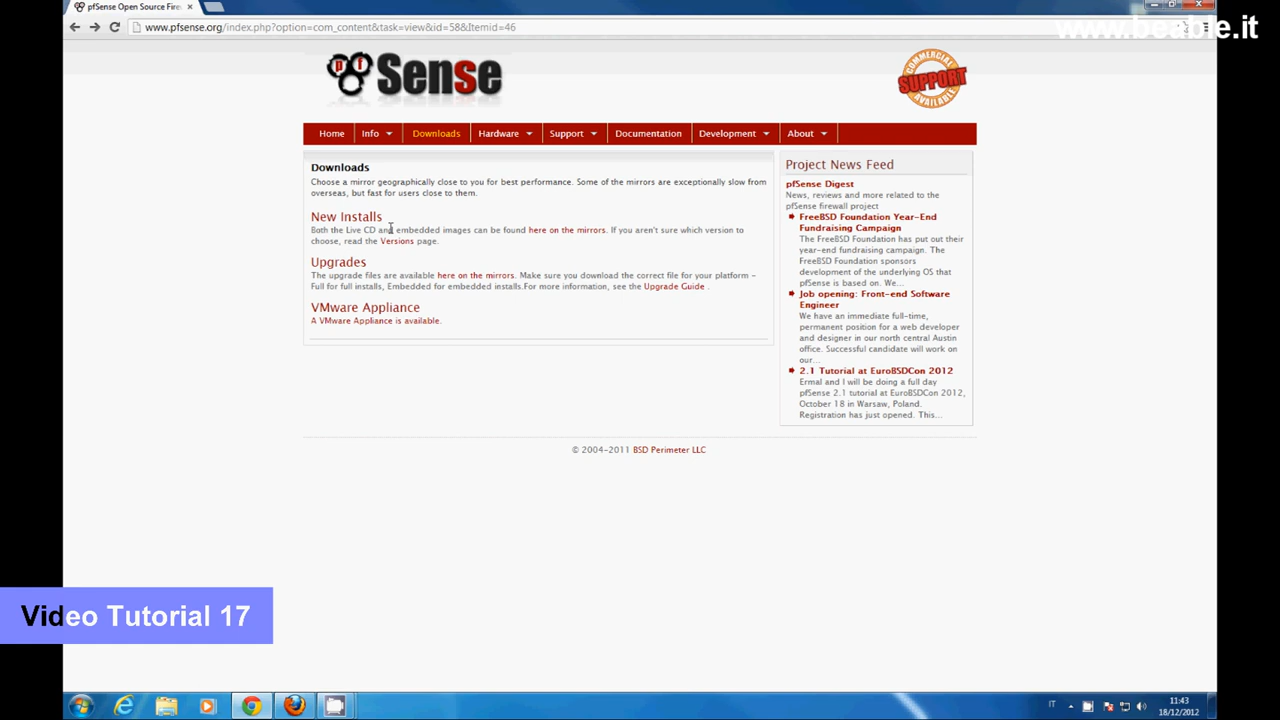 pfSense Open Source Fire
www.pfsense.org/index.php?option=com_content&task=view&id=58&Itemid=46
www.beable.it
pf Sense
COMMERCIAL
SUPPORT
AVAILABLE
Home Info Downloads Hardware Support Documentation Development About
Downloads
Choose a mirror geographically close to you for best performance. Some of the mirrors are exceptionally slow from
overseas, but fast for users close to them.
New Installs
Both the Live CD and embedded images can be found here on the mirrors. If you aren't sure which version to
choose, read the Versions page.
Upgrades
The upgrade files are available here on the mirrors. Make sure you download the correct file for your platform -
Full for full installs, Embedded for embedded installs.For more information, see the Upgrade Guide .
VMware Appliance
A VMware Appliance is available.
Project News Feed
pfSense Digest
News, reviews and more related to the
pfSense firewall project
FreeBSD Foundation Year-End
Fundraising Campaign
The FreeBSD Foundation has put out their
year-end fundraising campaign. The
FreeBSD Foundation sponsors
development of the underlying OS that
pfSense is based on. We...
Job opening: Front-end Software
Engineer
We have an immediate full-time,
permanent position for a web developer
and designer in our north central Austin
office. Successful candidate will work on
our...
2.1 Tutorial at EuroBSDCon 2012
Ermal and I will be doing a full day
pfSense 2.1 tutorial at EuroBSDCon 2012,
October 18 in Warsaw, Poland.
Registration has just opened. This...
© 2004-2011 BSD Perimeter LLC
Video Tutorial 17
IT
11:43
18/12/2012